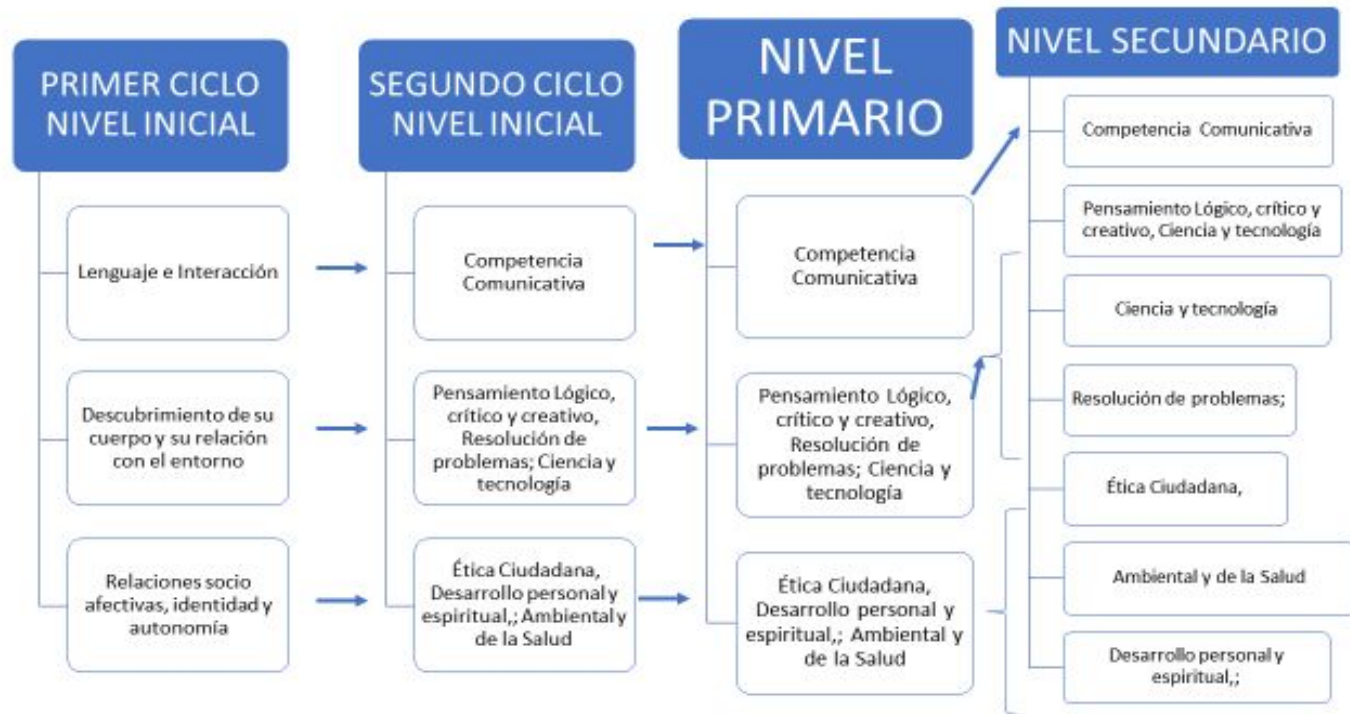 PRIMER CICLO
NIVEL INICIAL
Lenguaje e Interacción
Descubrimiento de su
cuerpo y su relación
con el entorno
Relaciones socio
afectivas, identidad y
autonomía
SEGUNDO CICLO
NIVEL INICIAL
Competencia
Comunicativa
Pensamiento Lógico,
crítico y creativo,
Resolución de
problemas; Ciencia y
tecnología
Ética Ciudadana,
Desarrollo personal y
espiritual,; Ambiental y
de la Salud
NIVEL
PRIMARIO
Competencia
Comunicativa
Pensamiento Lógico,
crítico y creativo,
Resolución de
problemas; Ciencia y
tecnología
Ética Ciudadana,
Desarrollo personal y
espiritual,; Ambiental y
de la Salud
NIVEL SECUNDARIO
Competencia Comunicativa
Pensamiento Lógico, crítico y
creativo, Ciencia y tecnología
Ciencia y tecnología
Resolución de problemas;
Ética Ciudadana,
Ambiental y de la Salud
Desarrollo personal y
espiritual,;